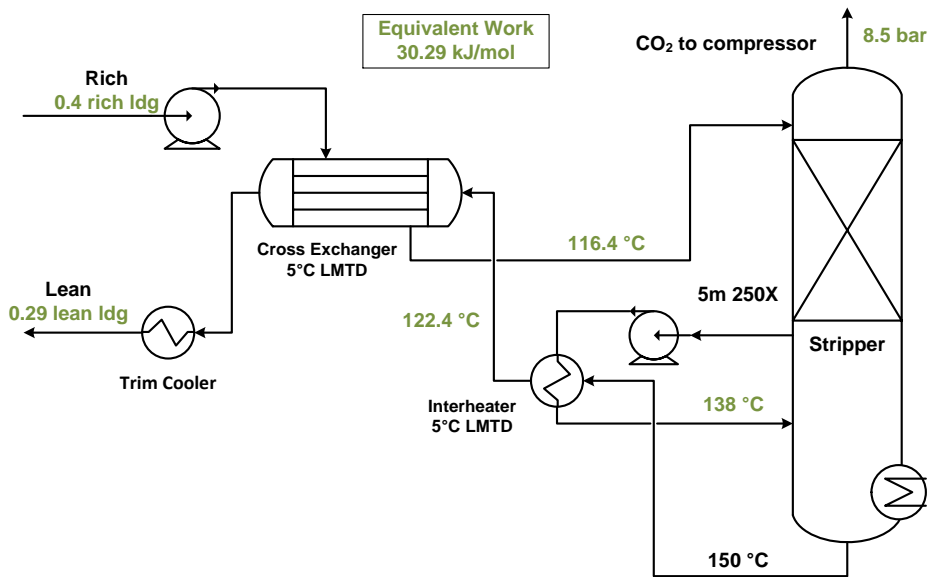 Equivalent Work
30.29 kJ/mol
CO₂ to compressor
8.5 bar
Rich
0.4 rich ldg
Cross Exchanger
5°C LMTD
116.4 °C
Lean
0.29 lean ldg
122.4 °C
5m 250X
Stripper
Trim Cooler
Interheater
5°C LMTD
138 °C
150 °C